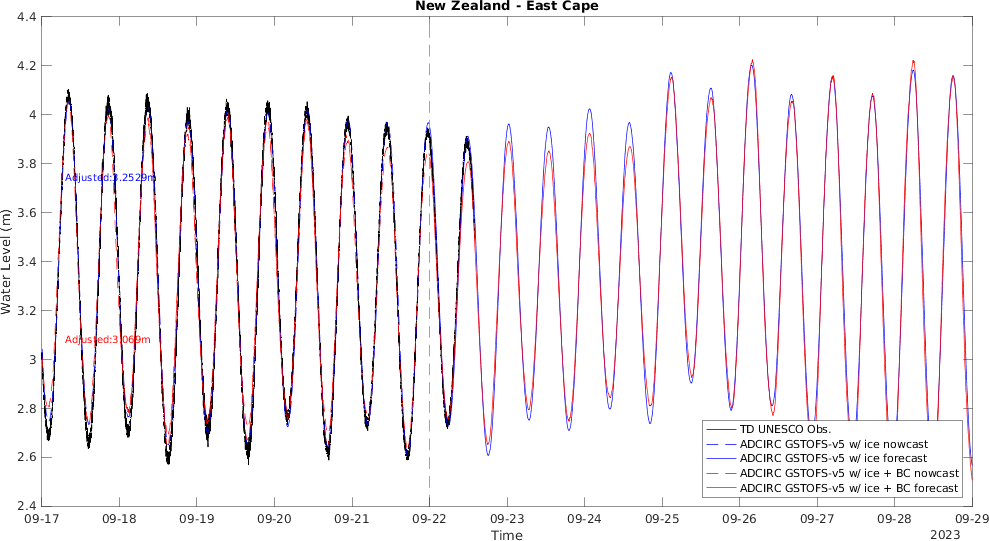 New Zealand - East Cape
4.4
4.2
4
3.8
3.6
3.4
3.2
3
2.8
2.6
2.4
Water Level (m)
Adjusted:3.2529m
Adjusted:3.069m
TD UNESCO Obs.
ADCIRC GSTOFS-v5 w/ ice nowcast
ADCIRC GSTOFS-v5 w/ ice forecast
ADCIRC GSTOFS-v5 w/ ice + BC nowcast
ADCIRC GSTOFS-v5 w/ ice + BC forecast
09-17 09-18 09-19 09-20 09-21 09-22 09-23 09-24 09-25 09-26 09-27 09-28 09-29
Time
2023